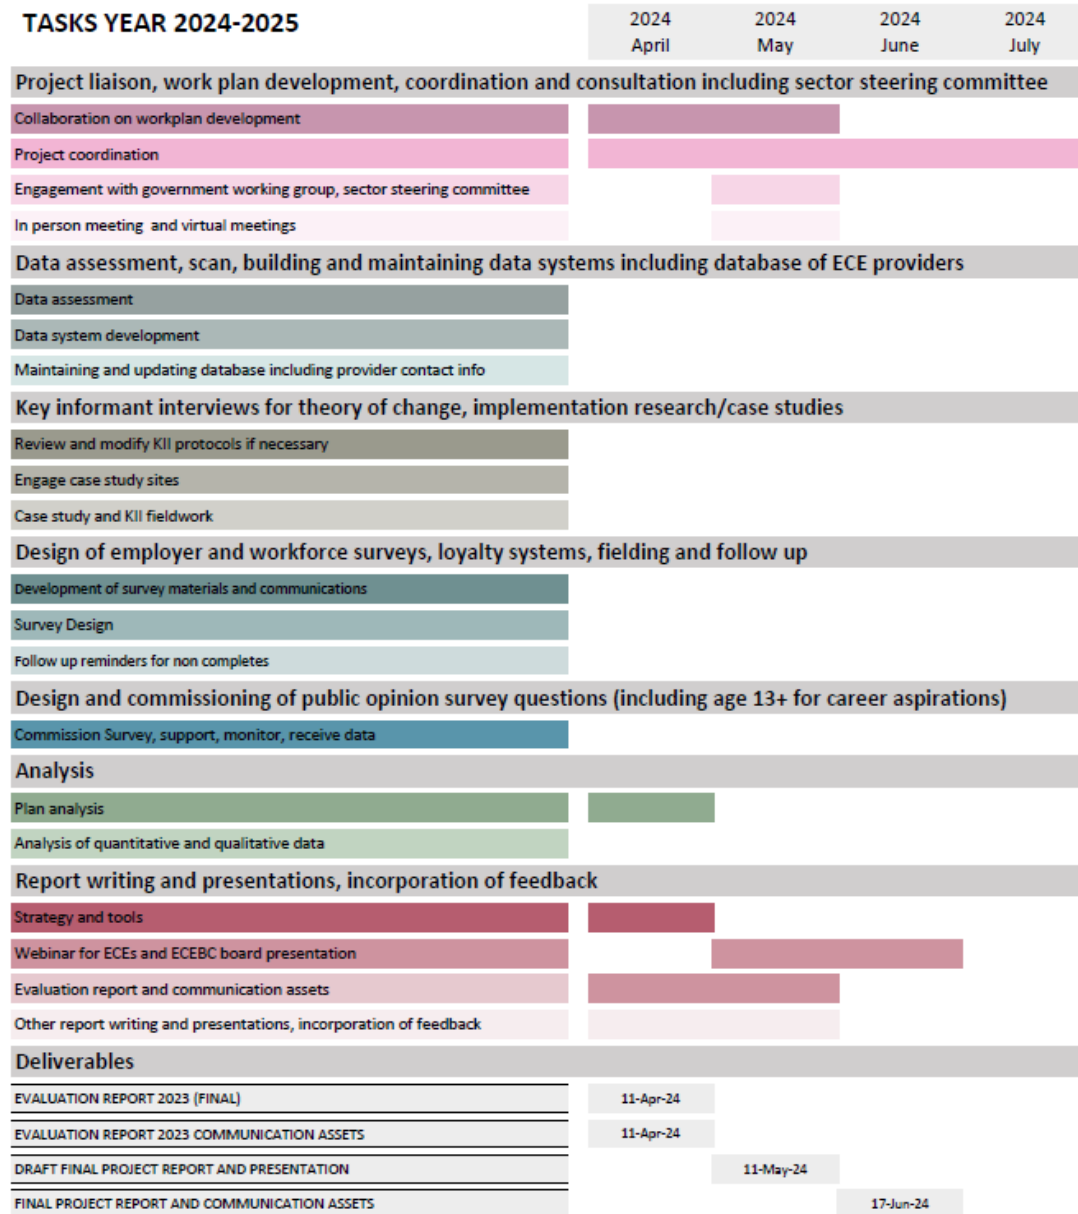 TASKS YEAR 2024-2025
2024 2024 2024 2024
April May June July
Project liaison, work plan development, coordination and consultation including sector steering committee
Collaboration on workplan development
Project coordination
Engagement with government working group, sector steering committee
In person meeting and virtual meetings
Data assessment, scan, building and maintaining data systems including database of ECE providers
Data assessment
Data system development
Maintaining and updating database including provider contact info
Key informant interviews for theory of change, implementation research/case studies
Review and modify KII protocols if necessary
Engage case study sites
Case study and KII fieldwork
Design of employer and workforce surveys, loyalty systems, fielding and follow up
Development of survey materials and communications
Survey Design
Follow up reminders for non completes
Design and commissioning of public opinion survey questions (including age 13+ for career aspirations)
Commission Survey, support, monitor, receive data
Analysis
Plan analysis
Analysis of quantitative and qualitative data
Report writing and presentations, incorporation of feedback
Strategy and tools
Webinar for ECEs and ECEBC board presentation
Evaluation report and communication assets
Other report writing and presentations, incorporation of feedback
Deliverables
EVALUATION REPORT 2023 (FINAL) 11-Apr-24
EVALUATION REPORT 2023 COMMUNICATION ASSETS 11-Apr-24
DRAFT FINAL PROJECT REPORT AND PRESENTATION 11-May-24
FINAL PROJECT REPORT AND COMMUNICATION ASSETS 17-Jun-24